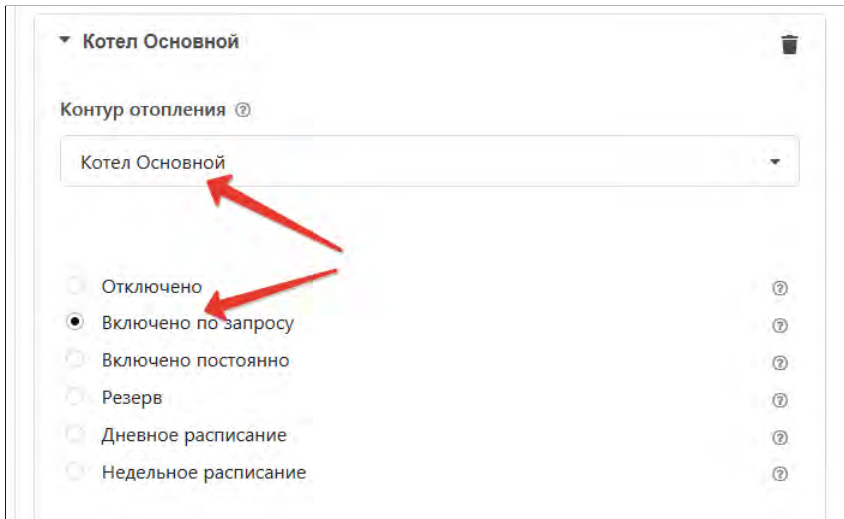 Котел Основной
Контур отопления ?
Котел Основной
Отключено ?
Включено по запросу ?
Включено постоянно ?
Резерв ?
Дневное расписание ?
Недельное расписание ?